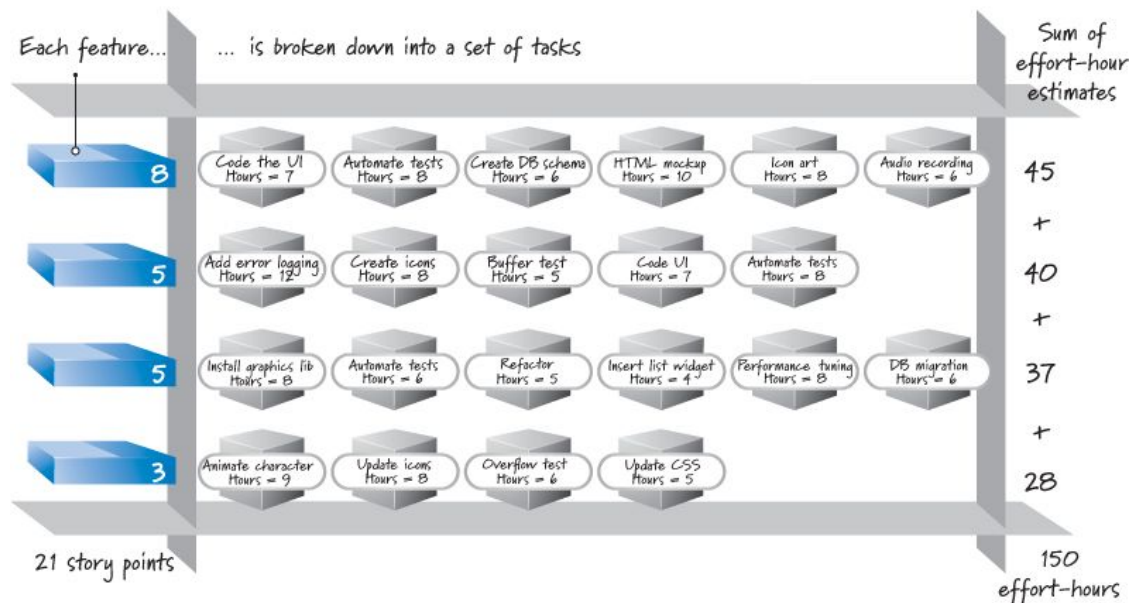 Each feature...
... is broken down into a set of tasks
Sum of
effort-hour
estimates
8
Code the UI
Hours = 7
Automate tests
Hours = 8
Create DB schema
Hours = 6
HTML mockup
Hours = 10
Icon art
Hours = 8
Audio recording
Hours = 6
45
+
5
Add error logging
Hours = 12
Create icons
Hours = 8
Buffer test
Hours = 5
Code UI
Hours = 7
Automate tests
Hours = 8
40
+
5
Install graphics lib
Hours = 8
Automate tests
Hours = 6
Refactor
Hours = 5
Insert list widget
Hours = 4
Performance tuning
Hours = 8
DB migration
Hours = 6
37
+
3
Animate character
Hours = 9
Update icons
Hours = 8
Overflow test
Hours = 6
Update CSS
Hours = 5
28
21 story points
150
effort-hours